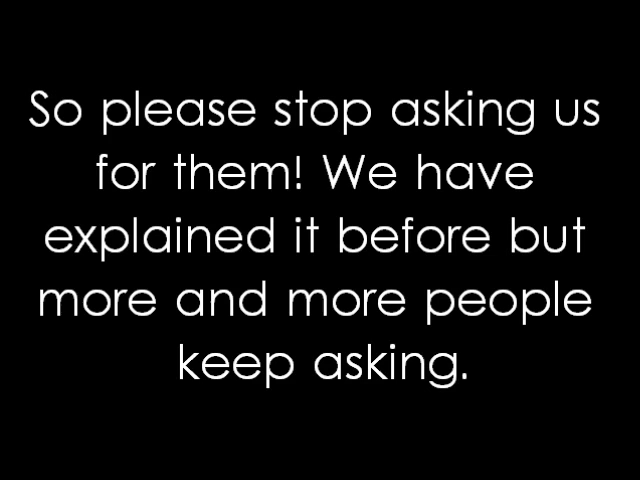 So please stop asking us
for them! We have
explained it before but
more and more people
keep asking.